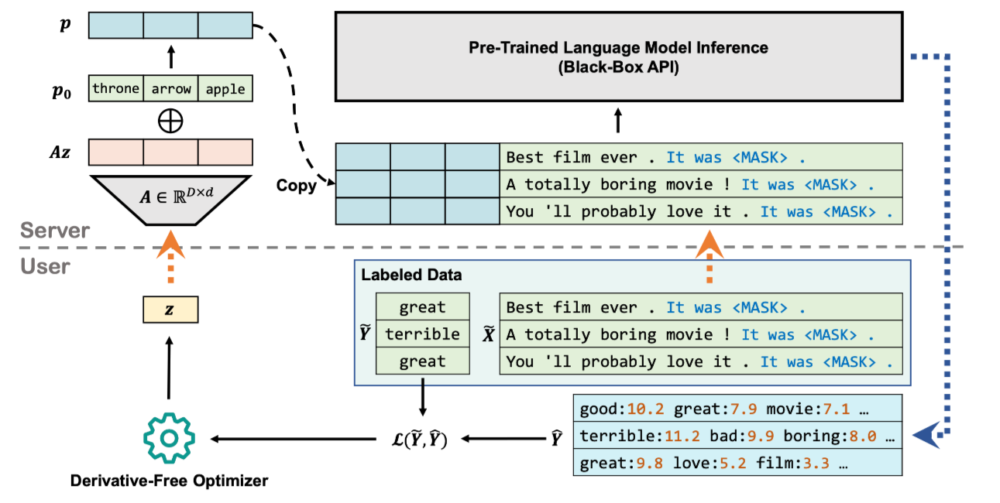 p
p₀
throne arrow apple
⊕
Az
A ∈ ℝᴰˣᵈ
Copy
Pre-Trained Language Model Inference
(Black-Box API)
Best film ever . It was <MASK> .
A totally boring movie ! It was <MASK> .
You 'll probably love it . It was <MASK> .
Server
User
z
Labeled Data
Ỹ
great
terrible
great
X̃
Best film ever . It was <MASK> .
A totally boring movie ! It was <MASK> .
You 'll probably love it . It was <MASK> .
good:10.2 great:7.9 movie:7.1 …
terrible:11.2 bad:9.9 boring:8.0 …
great:9.8 love:5.2 film:3.3 …
Ŷ
ℒ(Ỹ, Ŷ)
Derivative-Free Optimizer